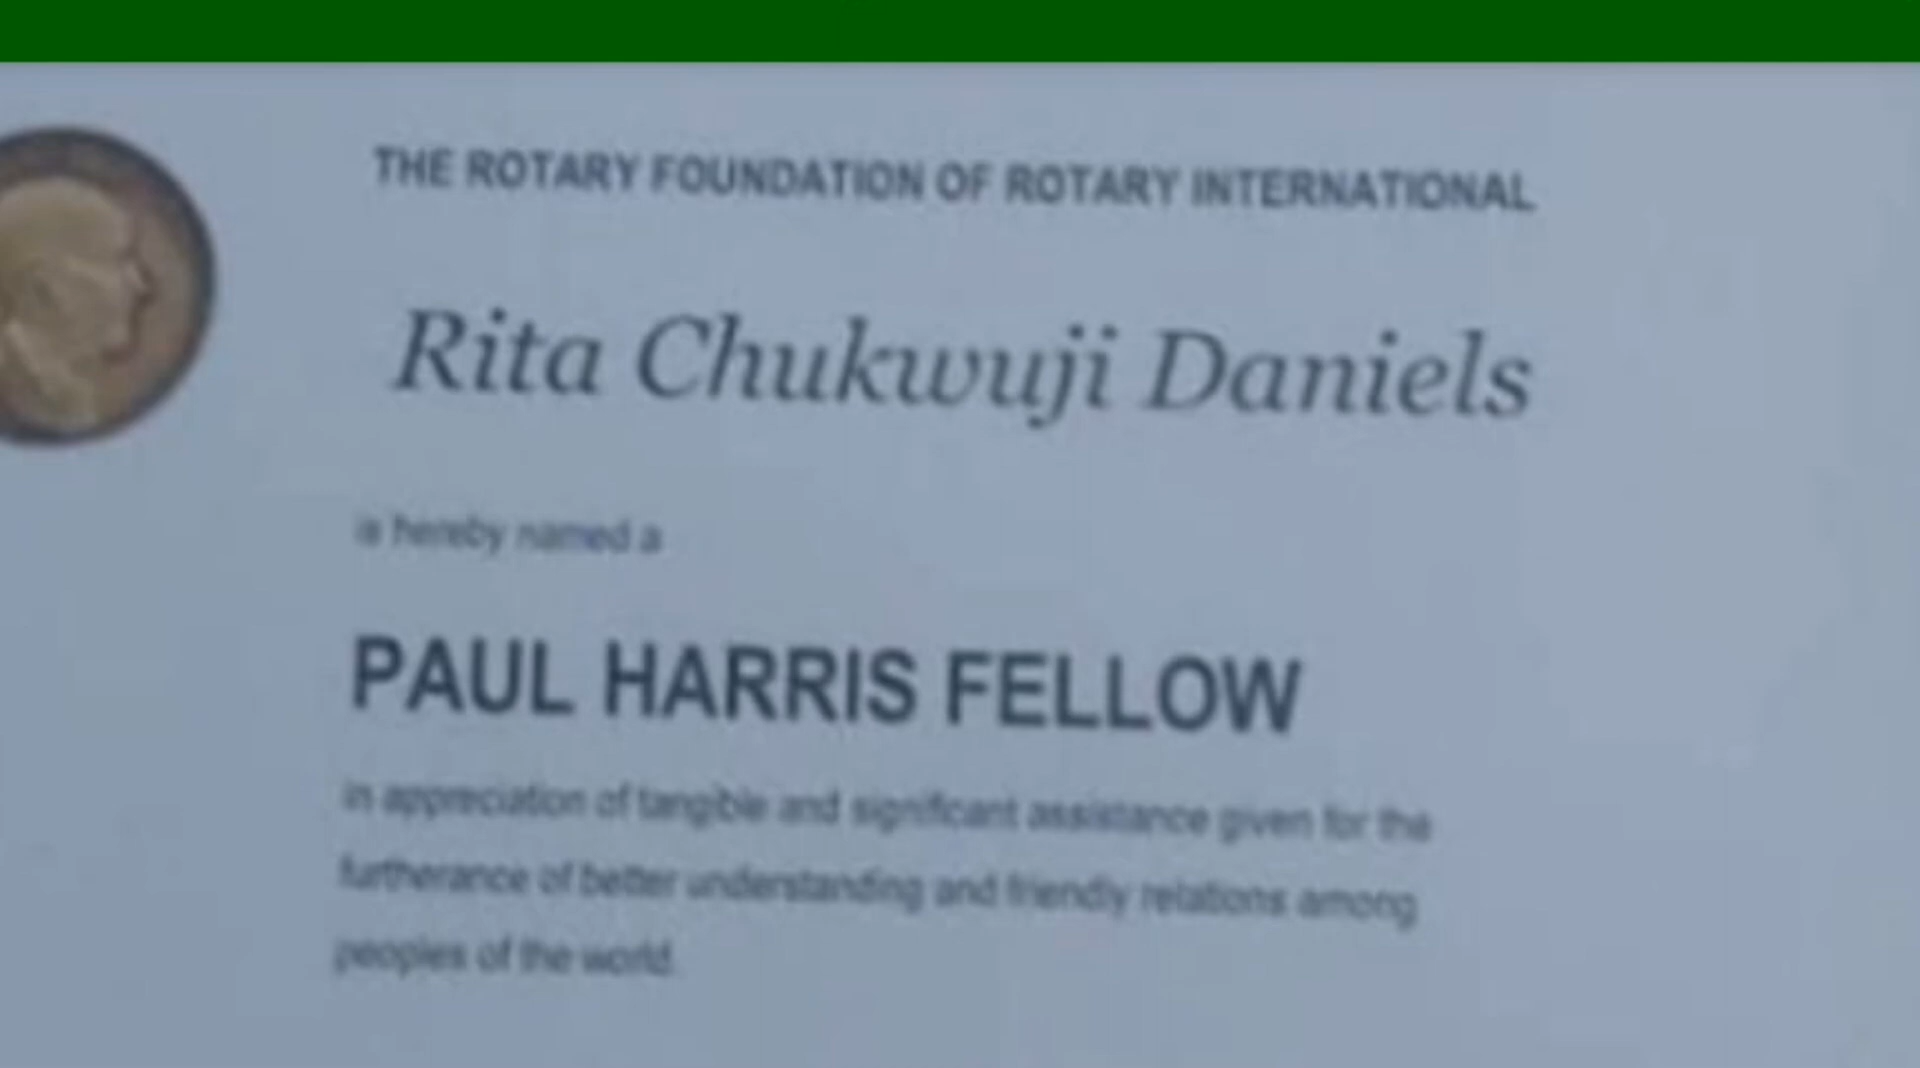 THE ROTARY FOUNDATION OF ROTARY INTERNATIONAL
Rita Chukwuji Daniels
is hereby named a
PAUL HARRIS FELLOW
in appreciation of tangible and significant assistance given for the
furtherance of better understanding and friendly relations among
peoples of the world.